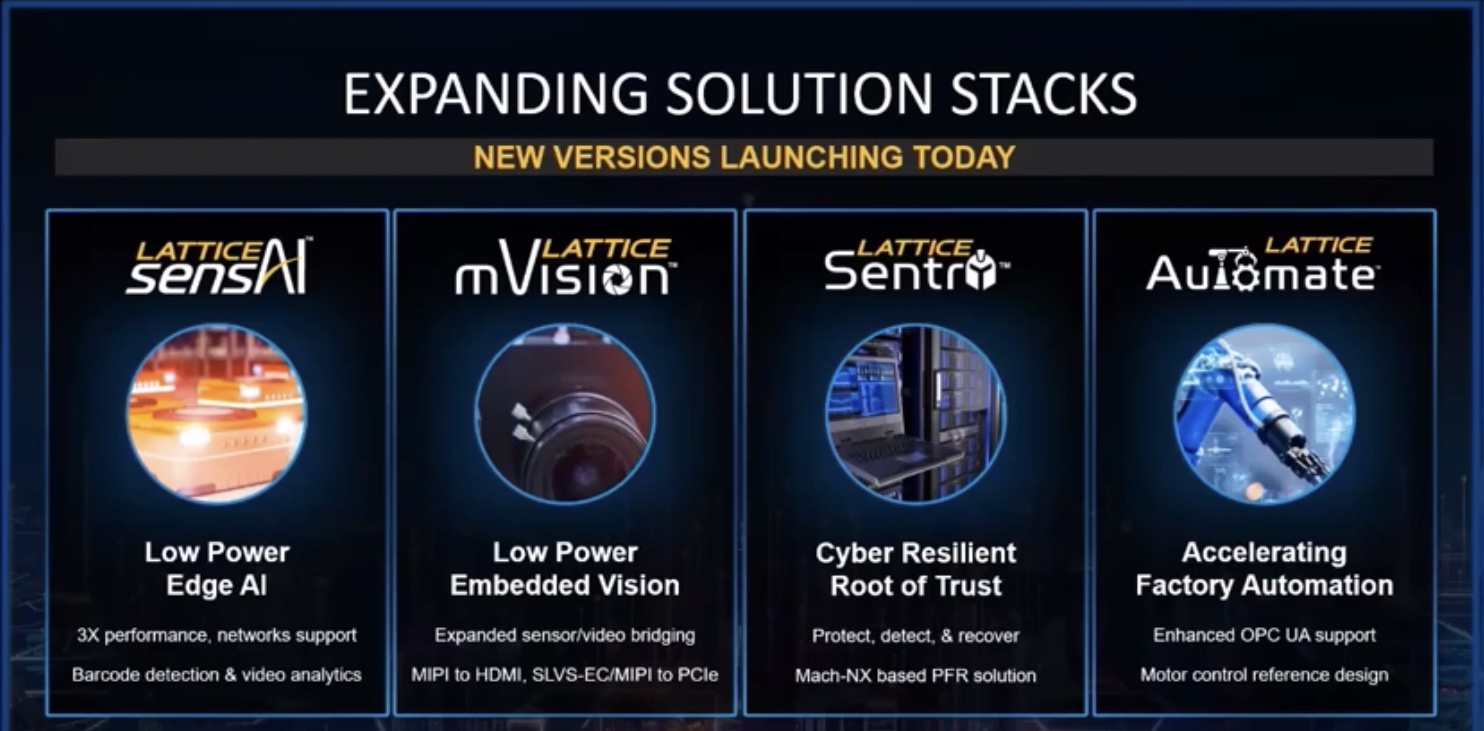 EXPANDING SOLUTION STACKS
NEW VERSIONS LAUNCHING TODAY
LATTICE
sensAI™
Low Power
Edge AI
3X performance, networks support
Barcode detection & video analytics
LATTICE
mVision™
Low Power
Embedded Vision
Expanded sensor/video bridging
MIPI to HDMI, SLVS-EC/MIPI to PCIe
LATTICE
Sentry™
Cyber Resilient
Root of Trust
Protect, detect, & recover
Mach-NX based PFR solution
LATTICE
Automate™
Accelerating
Factory Automation
Enhanced OPC UA support
Motor control reference design